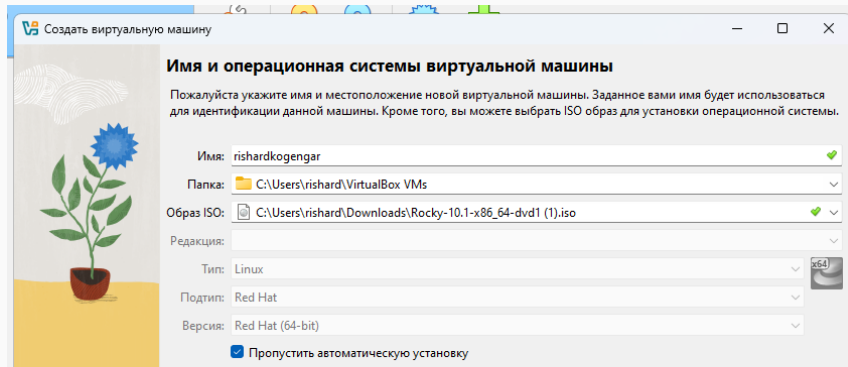 Создать виртуальную машину
Имя и операционная системы виртуальной машины
Пожалуйста укажите имя и местоположение новой виртуальной машины. Заданное вами имя будет использоваться
для идентификации данной машины. Кроме того, вы можете выбрать ISO образ для установки операционной системы.
Имя: rishardkogengar
Папка: C:\Users\rishard\VirtualBox VMs
Образ ISO: C:\Users\rishard\Downloads\Rocky-10.1-x86_64-dvd1 (1).iso
Редакция:
Тип: Linux
x64
Подтип: Red Hat
Версия: Red Hat (64-bit)
Пропустить автоматическую установку